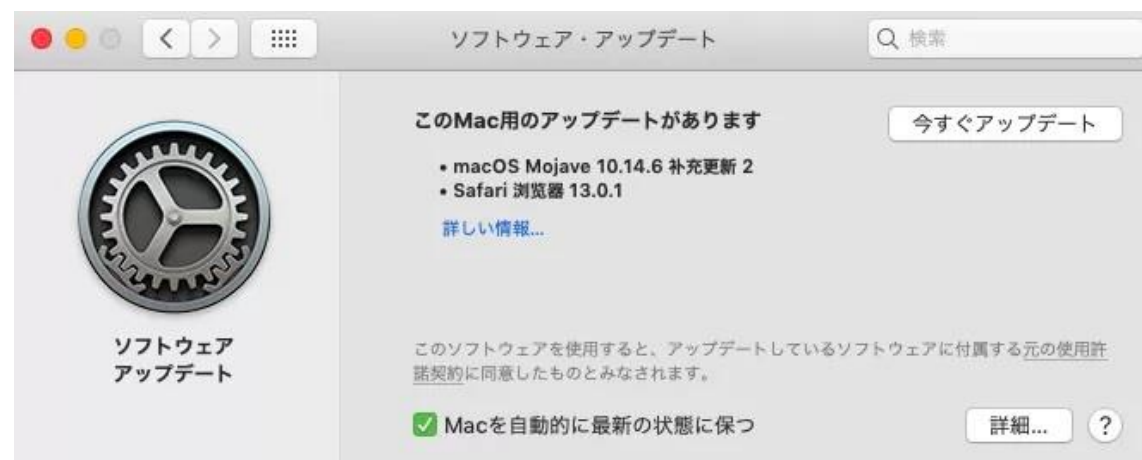 ソフトウェア・アップデート
検索
このMac用のアップデートがあります
今すぐアップデート
• macOS Mojave 10.14.6 补充更新 2
• Safari 浏览器 13.0.1
詳しい情報...
ソフトウェア
アップデート
このソフトウェアを使用すると、アップデートしているソフトウェアに付属する元の使用許
諾契約に同意したものとみなされます。
Macを自動的に最新の状態に保つ
詳細...
?